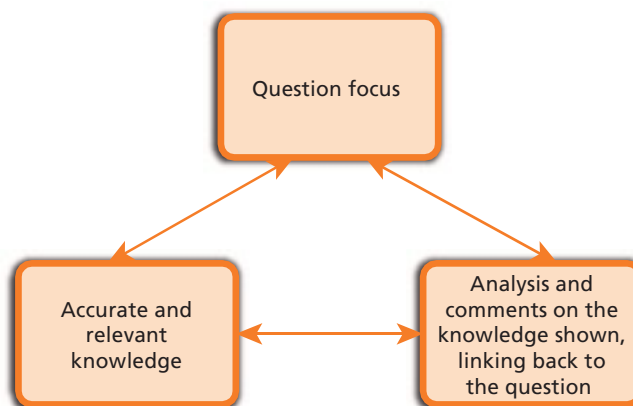 Question focus
Accurate and
relevant
knowledge
Analysis and
comments on the
knowledge shown,
linking back to
the question